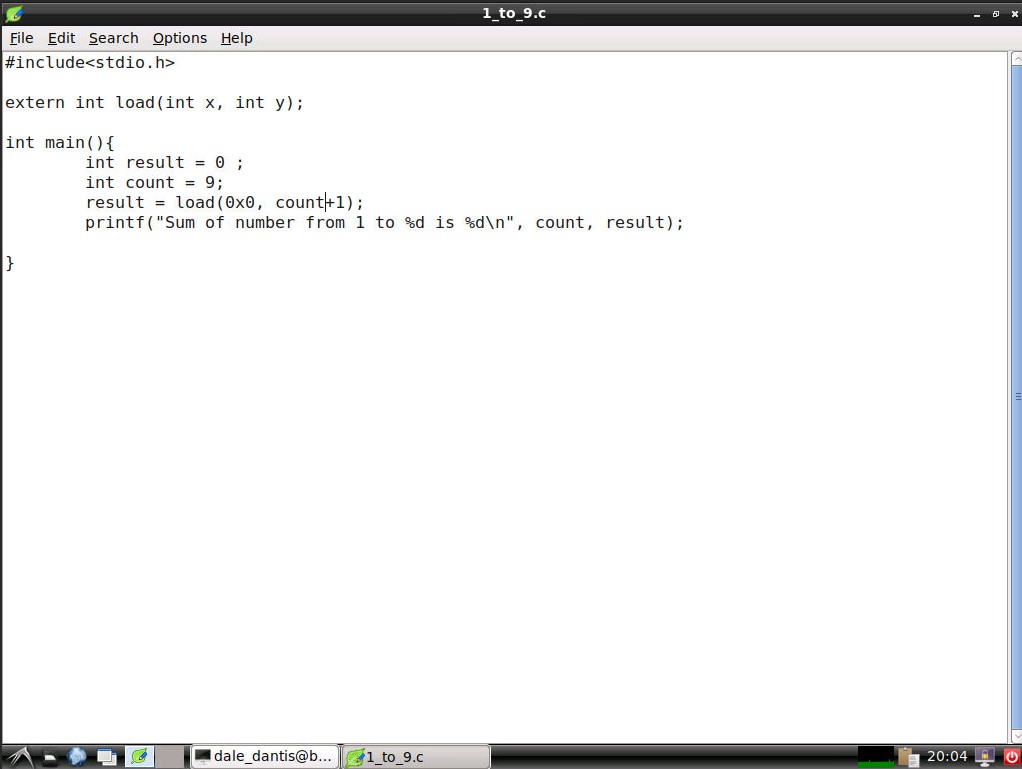 1_to_9.c
File Edit Search Options Help
#include<stdio.h>
extern int load(int x, int y);
int main(){
        int result = 0 ;
        int count = 9;
        result = load(0x0, count+1);
        printf("Sum of number from 1 to %d is %d\n", count, result);
}
dale_dantis@b... 1_to_9.c 20:04